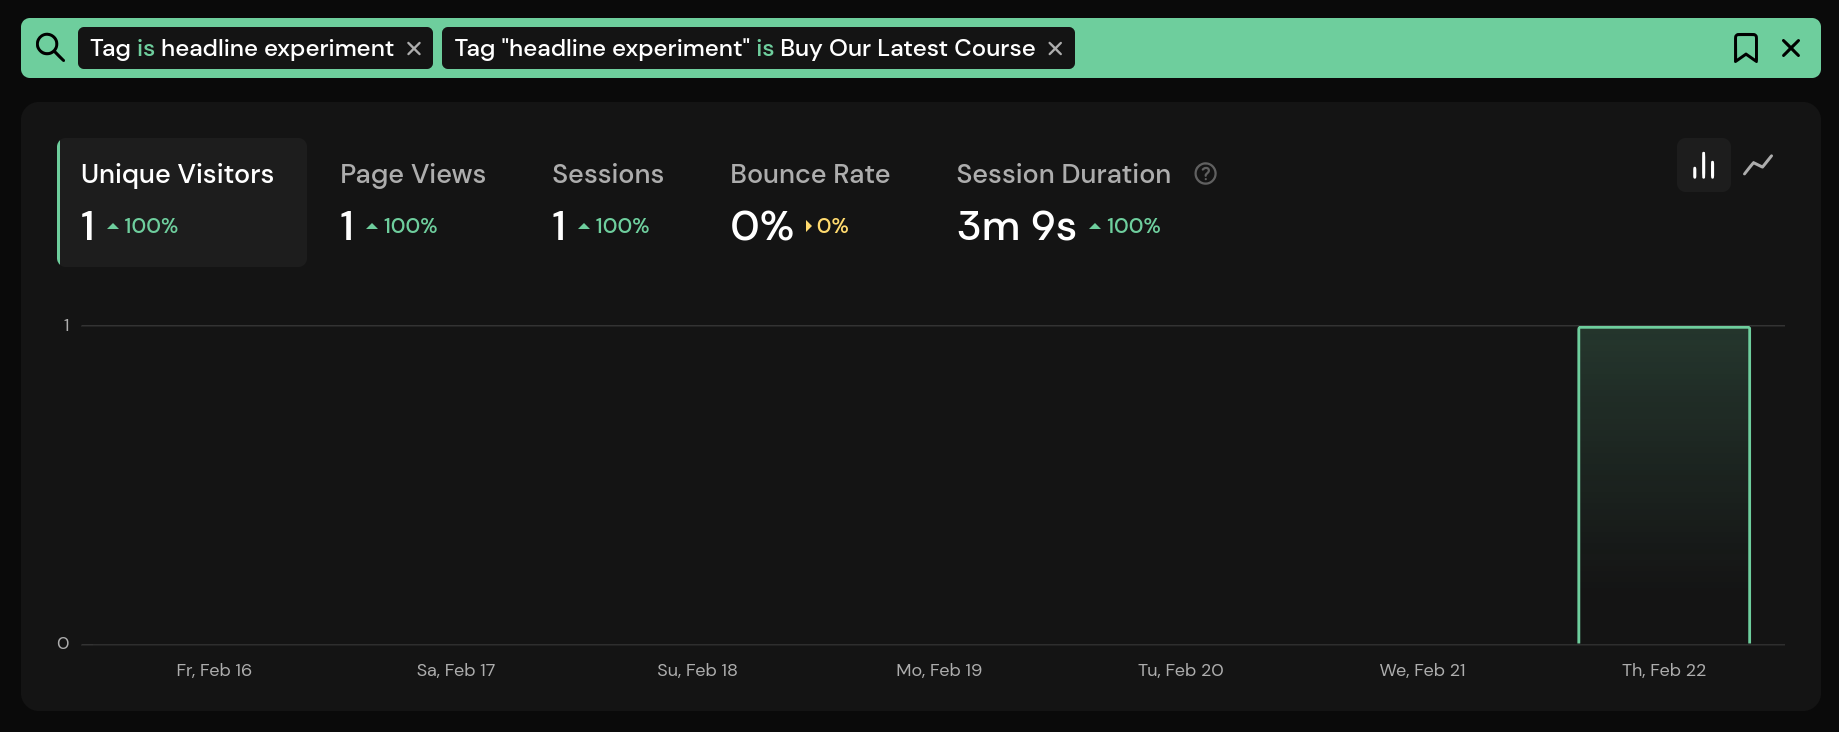 Tag is headline experiment
Tag "headline experiment" is Buy Our Latest Course
Unique Visitors
1 100%
Page Views
1 100%
Sessions
1 100%
Bounce Rate
0% 0%
Session Duration ?
3m 9s 100%
1
0
Fr, Feb 16
Sa, Feb 17
Su, Feb 18
Mo, Feb 19
Tu, Feb 20
We, Feb 21
Th, Feb 22